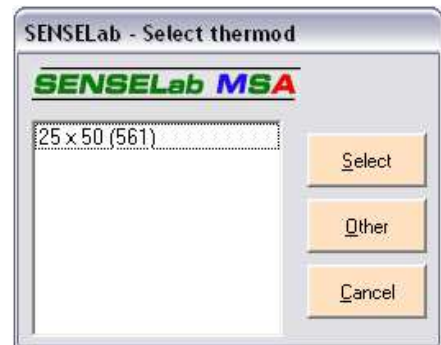 SENSELab - Select thermod
SENSELab MSA
25 x 50 (561)
Select
Other
Cancel